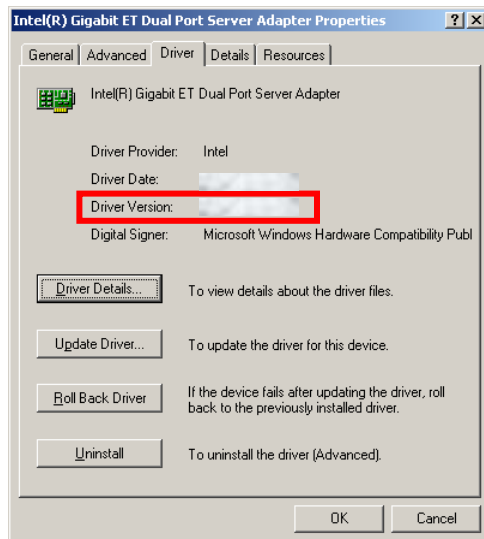 Intel(R) Gigabit ET Dual Port Server Adapter Properties
General Advanced Driver Details Resources
Intel(R) Gigabit ET Dual Port Server Adapter
Driver Provider: Intel
Driver Date:
Driver Version:
Digital Signer: Microsoft Windows Hardware Compatibility Publ
Driver Details... To view details about the driver files.
Update Driver... To update the driver for this device.
Roll Back Driver If the device fails after updating the driver, roll
back to the previously installed driver.
Uninstall To uninstall the driver (Advanced).
OK Cancel